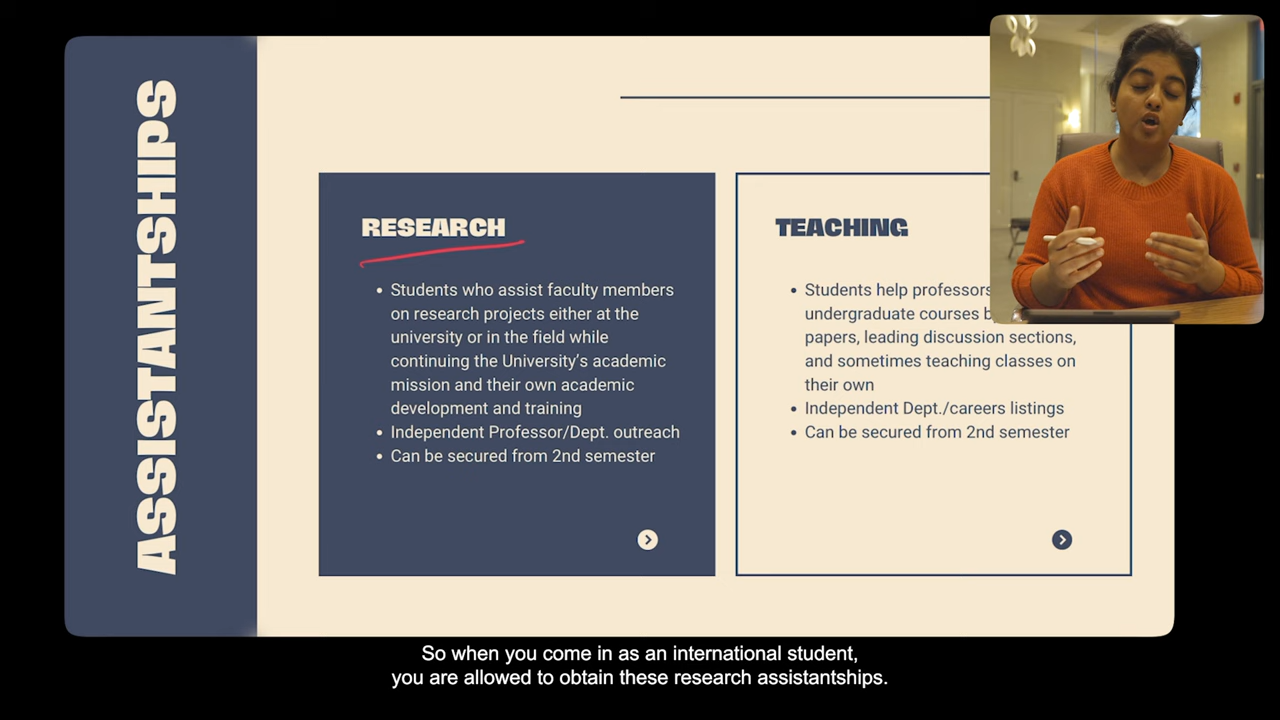 ASSISTANTSHIPS
RESEARCH
• Students who assist faculty members
on research projects either at the
university or in the field while
continuing the University’s academic
mission and their own academic
development and training
• Independent Professor/Dept. outreach
• Can be secured from 2nd semester
TEACHING
• Students help professors
undergraduate courses
papers, leading discussion sections,
and sometimes teaching classes on
their own
• Independent Dept./careers listings
• Can be secured from 2nd semester
So when you come in as an international student,
you are allowed to obtain these research assistantships.